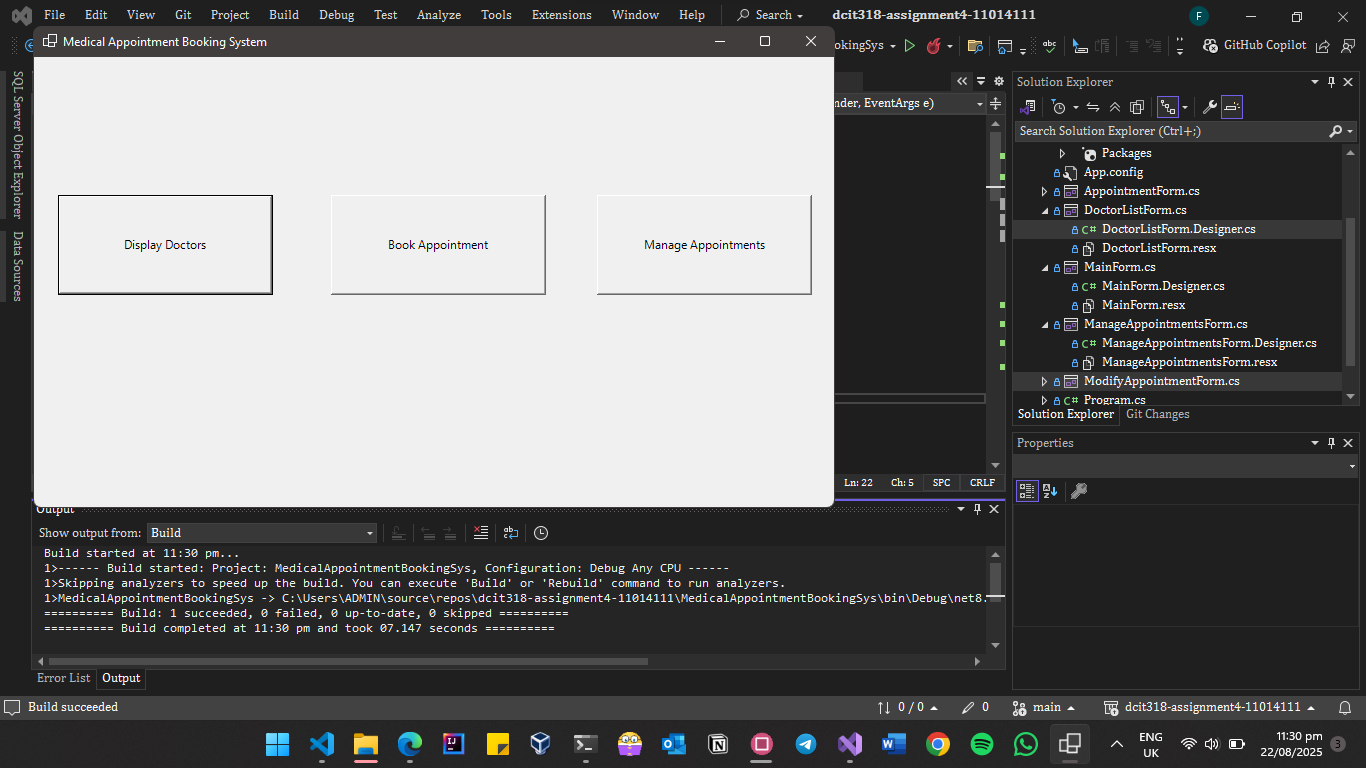 File Edit View Git Project Build Debug Test Analyze Tools Extensions Window Help Search dcit318-assignment4-11014111 F
Medical Appointment Booking System
okingSys GitHub Copilot
SQL Server Object Explorer
Data Sources
nder, EventArgs e)
Display Doctors
Book Appointment
Manage Appointments
Ln: 22 Ch: 5 SPC CRLF
Solution Explorer
Search Solution Explorer (Ctrl+;)
Packages
App.config
AppointmentForm.cs
DoctorListForm.cs
C# DoctorListForm.Designer.cs
DoctorListForm.resx
MainForm.cs
C# MainForm.Designer.cs
MainForm.resx
ManageAppointmentsForm.cs
C# ManageAppointmentsForm.Designer.cs
ManageAppointmentsForm.resx
ModifyAppointmentForm.cs
C# Program.cs
Solution Explorer Git Changes
Properties
Output
Show output from: Build
Build started at 11:30 pm...
1>------ Build started: Project: MedicalAppointmentBookingSys, Configuration: Debug Any CPU ------
1>Skipping analyzers to speed up the build. You can execute 'Build' or 'Rebuild' command to run analyzers.
1>MedicalAppointmentBookingSys -> C:\Users\ADMIN\source\repos\dcit318-assignment4-11014111\MedicalAppointmentBookingSys\bin\Debug\net8.
========== Build: 1 succeeded, 0 failed, 0 up-to-date, 0 skipped ==========
========== Build completed at 11:30 pm and took 07.147 seconds ==========
Error List Output
Build succeeded 0 / 0 0 main dcit318-assignment4-11014111
ENG
UK
11:30 pm
22/08/2025
3